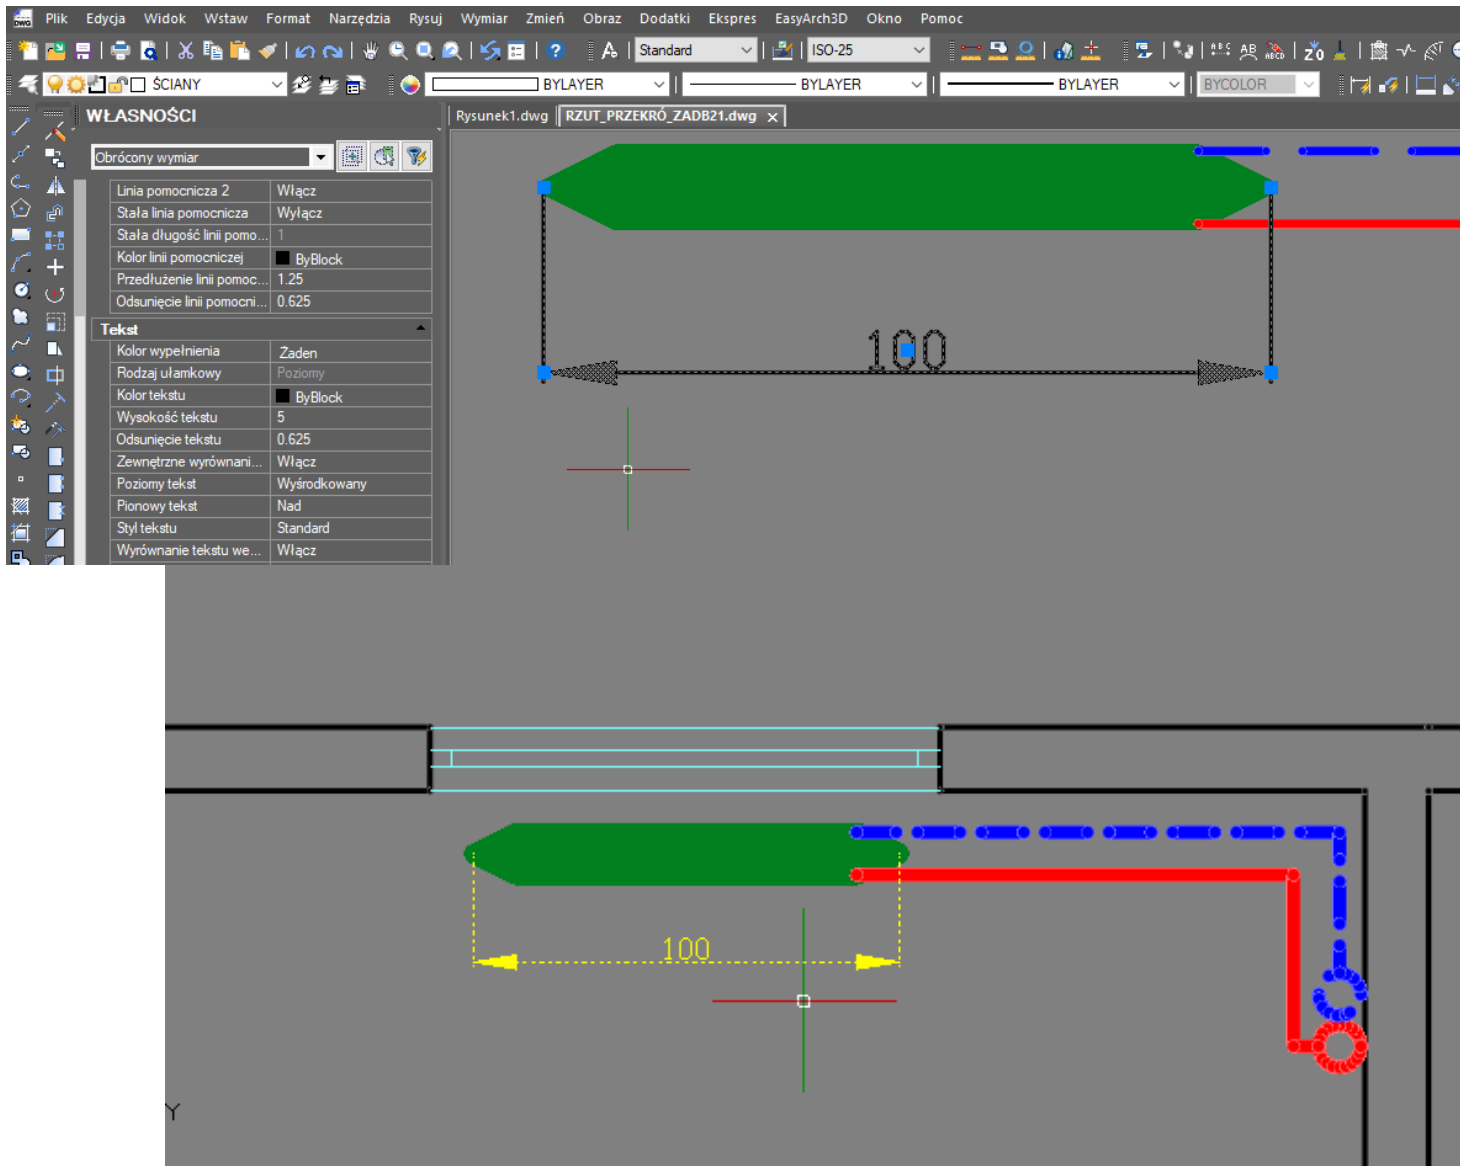 Plik Edycja Widok Wstaw Format Narzędzia Rysuj Wymiar Zmień Obraz Dodatki Ekspres EasyArch3D Okno Pomoc
Standard ISO-25
ŚCIANY BYLAYER BYLAYER BYLAYER BYCOLOR
WŁASNOŚCI
Rysunek1.dwg RZUT_PRZEKRÓ_ZADB21.dwg
Obrócony wymiar
Linia pomocnicza 2 Włącz
Stała linia pomocnicza Wyłącz
Stała długość linii pomo... 1
Kolor linii pomocniczej ByBlock
Przedłużenie linii pomoc... 1.25
Odsunięcie linii pomocni... 0.625
Tekst
Kolor wypełnienia Żaden
Rodzaj ułamkowy Poziomy
Kolor tekstu ByBlock
Wysokość tekstu 5
Odsunięcie tekstu 0.625
Zewnętrzne wyrównani... Włącz
Poziomy tekst Wyśrodkowany
Pionowy tekst Nad
Styl tekstu Standard
Wyrównanie tekstu we... Włącz
100
100
Y